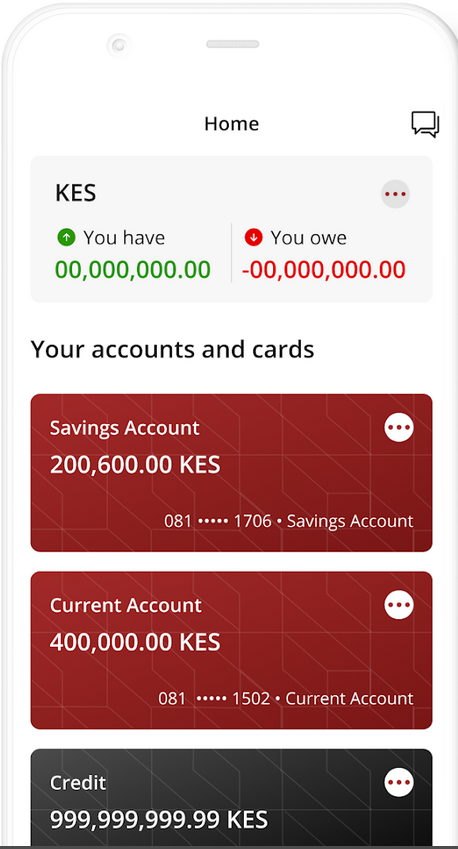 Home
KES
You have
You owe
00,000,000.00
-00,000,000.00
Your accounts and cards
Savings Account
200,600.00 KES
081 ••••• 1706 • Savings Account
Current Account
400,000.00 KES
081 ••••• 1502 • Current Account
Credit
999,999,999.99 KES